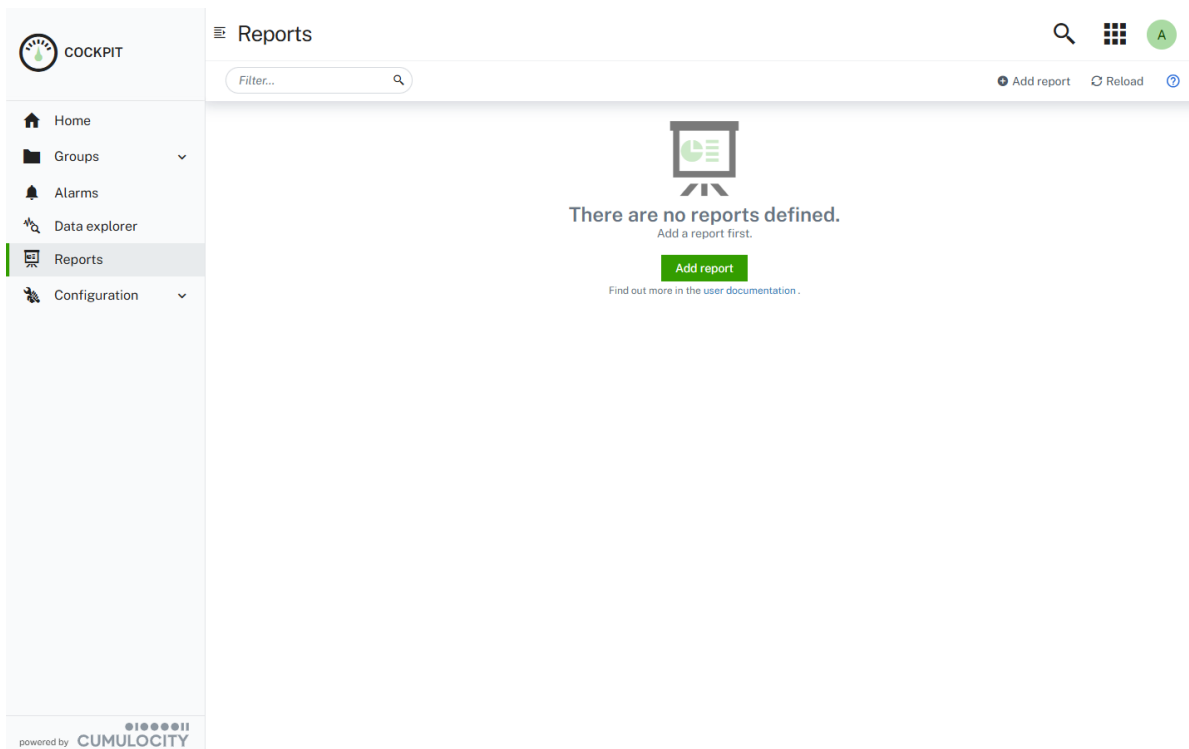 COCKPIT
Reports
A
Filter...
Add report
Reload
Home
Groups
Alarms
Data explorer
Reports
Configuration
There are no reports defined.
Add a report first.
Add report
Find out more in the user documentation .
powered by CUMULOCITY